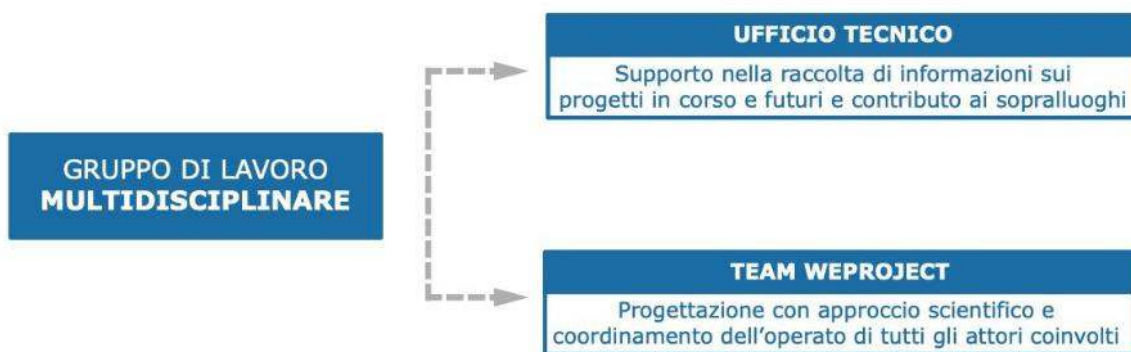 GRUPPO DI LAVORO
MULTIDISCIPLINARE
UFFICIO TECNICO
Supporto nella raccolta di informazioni sui
progetti in corso e futuri e contributo ai sopralluoghi
TEAM WEPROJECT
Progettazione con approccio scientifico e
coordinamento dell'operato di tutti gli attori coinvolti